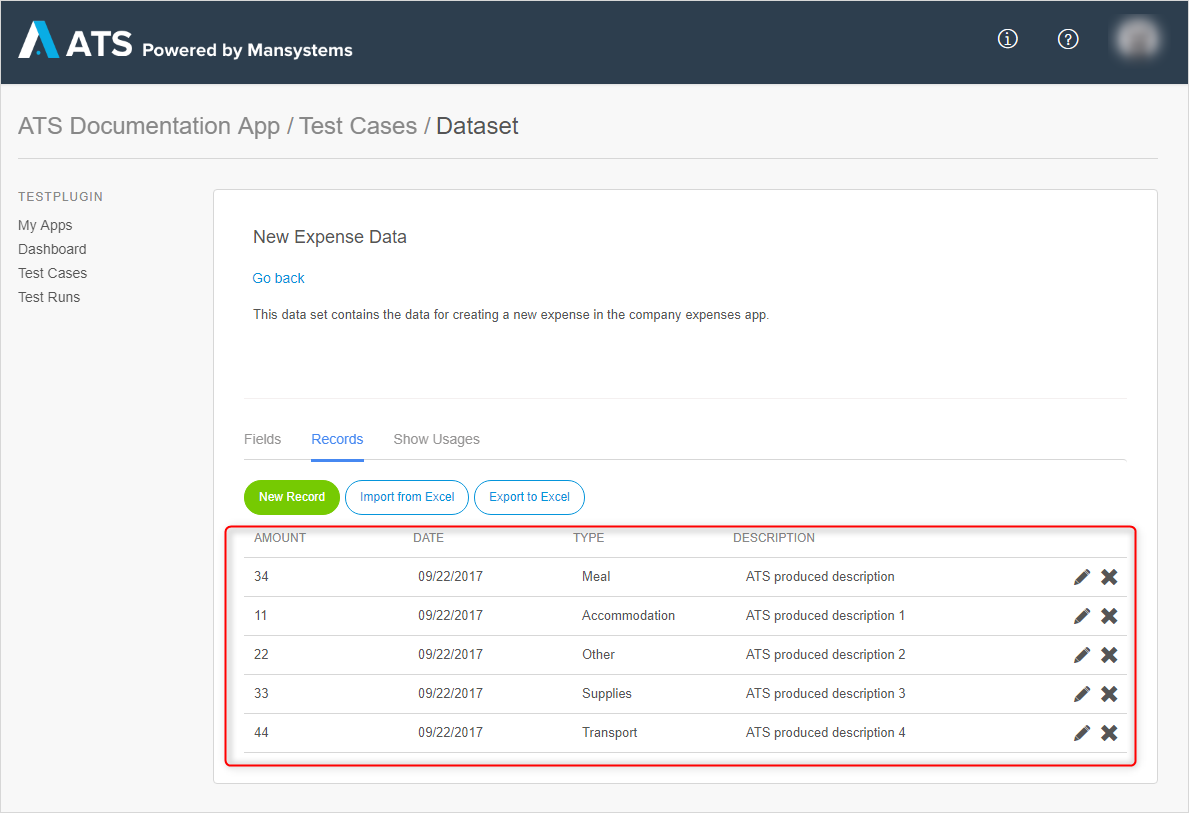 ATS Powered by Mansystems
ATS Documentation App / Test Cases / Dataset
TESTPLUGIN
My Apps
Dashboard
Test Cases
Test Runs
New Expense Data
Go back
This data set contains the data for creating a new expense in the company expenses app.
Fields Records Show Usages
New Record Import from Excel Export to Excel
AMOUNT DATE TYPE DESCRIPTION
34 09/22/2017 Meal ATS produced description
11 09/22/2017 Accommodation ATS produced description 1
22 09/22/2017 Other ATS produced description 2
33 09/22/2017 Supplies ATS produced description 3
44 09/22/2017 Transport ATS produced description 4